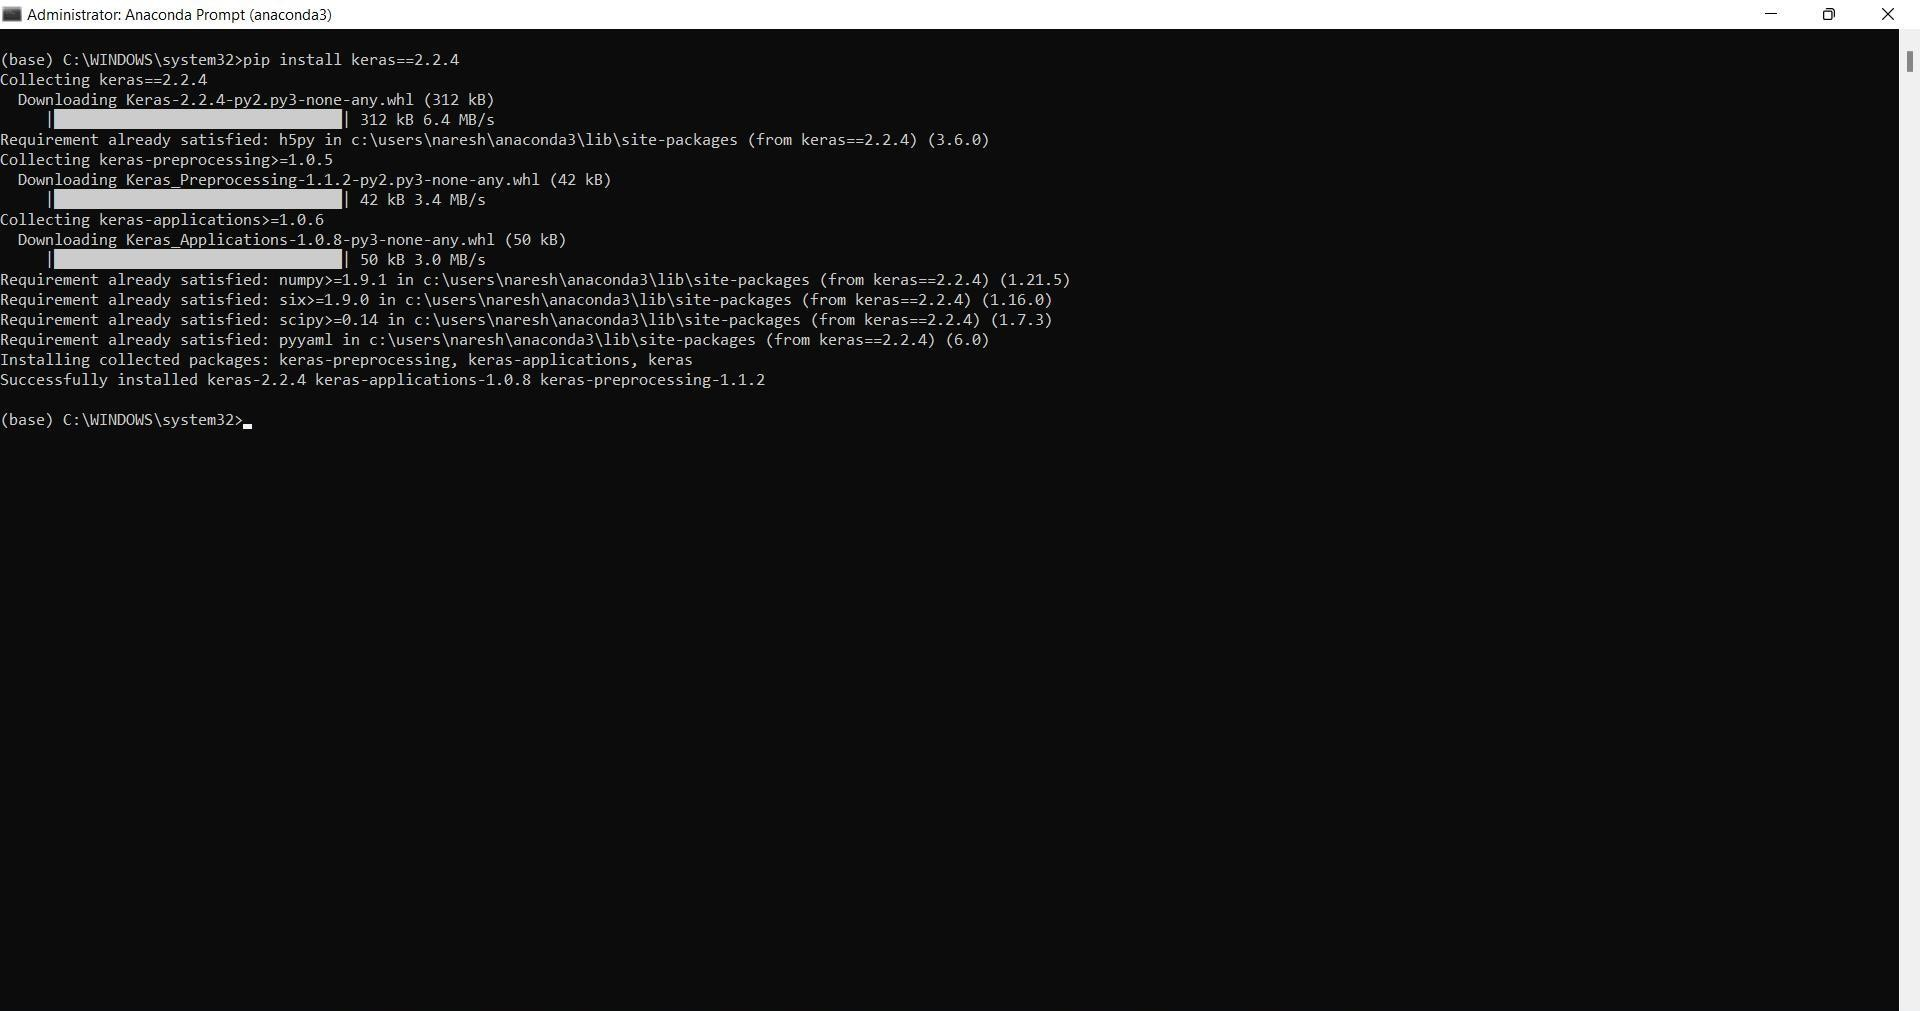 Administrator: Anaconda Prompt (anaconda3)
(base) C:\WINDOWS\system32>pip install keras==2.2.4
Collecting keras==2.2.4
  Downloading Keras-2.2.4-py2.py3-none-any.whl (312 kB)
     |████████████████████████████████| 312 kB 6.4 MB/s
Requirement already satisfied: h5py in c:\users\naresh\anaconda3\lib\site-packages (from keras==2.2.4) (3.6.0)
Collecting keras-preprocessing>=1.0.5
  Downloading Keras_Preprocessing-1.1.2-py2.py3-none-any.whl (42 kB)
     |████████████████████████████████| 42 kB 3.4 MB/s
Collecting keras-applications>=1.0.6
  Downloading Keras_Applications-1.0.8-py3-none-any.whl (50 kB)
     |████████████████████████████████| 50 kB 3.0 MB/s
Requirement already satisfied: numpy>=1.9.1 in c:\users\naresh\anaconda3\lib\site-packages (from keras==2.2.4) (1.21.5)
Requirement already satisfied: six>=1.9.0 in c:\users\naresh\anaconda3\lib\site-packages (from keras==2.2.4) (1.16.0)
Requirement already satisfied: scipy>=0.14 in c:\users\naresh\anaconda3\lib\site-packages (from keras==2.2.4) (1.7.3)
Requirement already satisfied: pyyaml in c:\users\naresh\anaconda3\lib\site-packages (from keras==2.2.4) (6.0)
Installing collected packages: keras-preprocessing, keras-applications, keras
Successfully installed keras-2.2.4 keras-applications-1.0.8 keras-preprocessing-1.1.2
(base) C:\WINDOWS\system32>